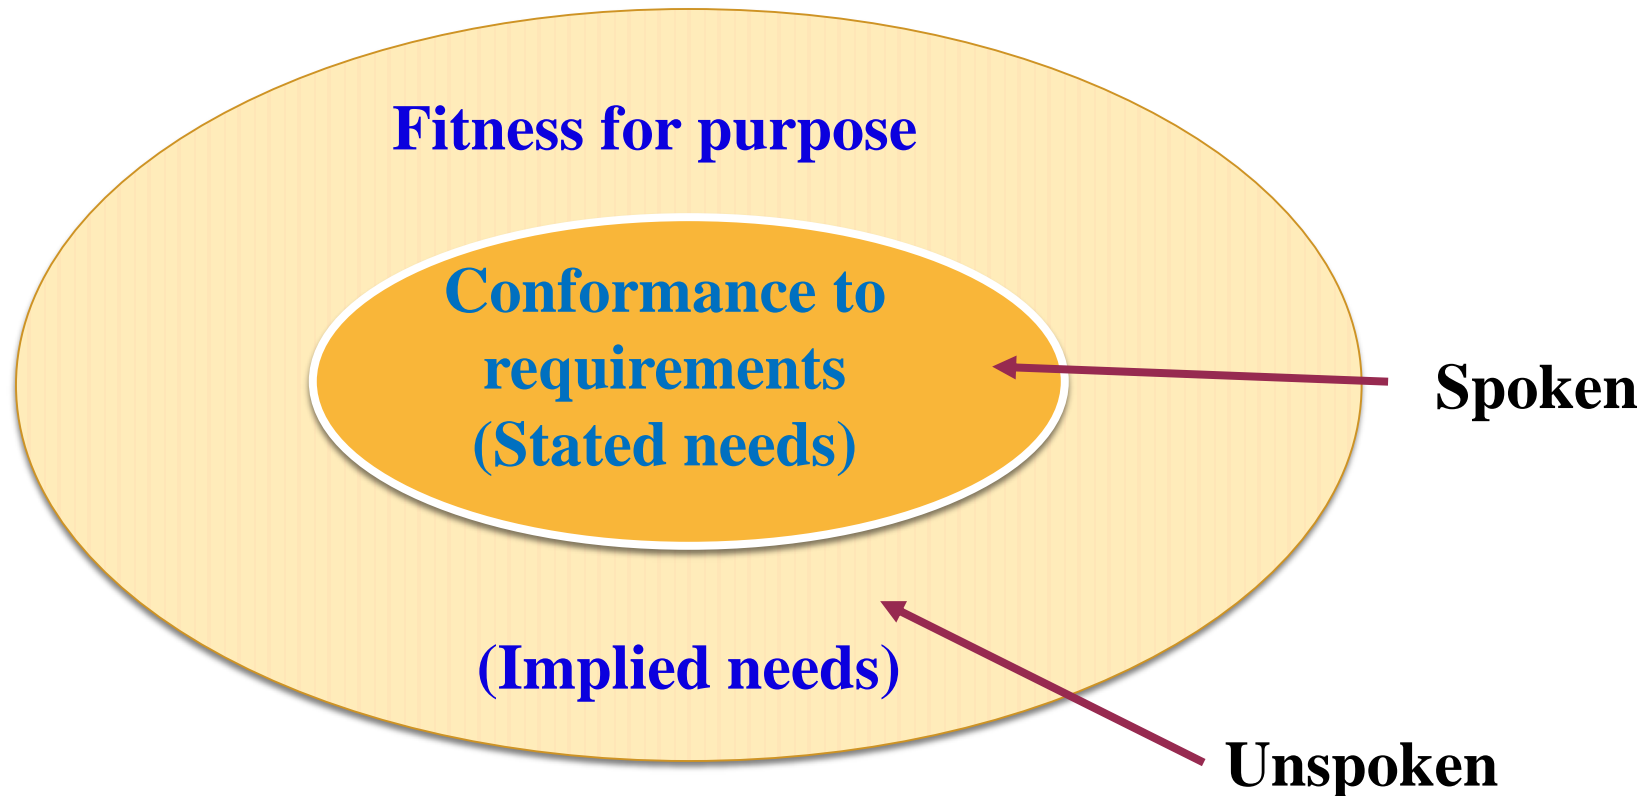 Fitness for purpose
Conformance to
requirements
(Stated needs)
Spoken
(Implied needs)
Unspoken